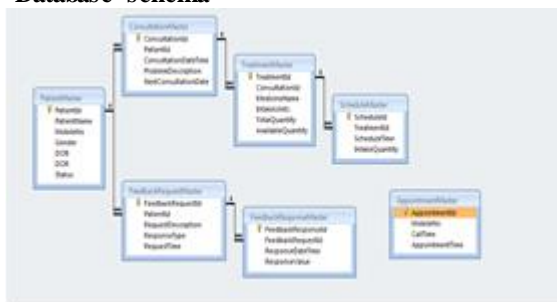 Database schema
ConsultationMaster
ConsultationId
PatientId
ConsultationDateTime
ProblemDescription
NextConsultationDate
TreatmentMaster
TreatmentId
ConsultationId
MedicineName
TotalQuantity
AvailableQuantity
ScheduleMaster
ScheduleId
TreatmentId
ScheduleTime
IntakeQuantity
PatientMaster
PatientId
PatientName
MobileNo
Gender
DOB
DOR
Status
FeedbackRequestMaster
FeedbackRequestId
PatientId
RequestDescription
ResponseType
RequestTime
FeedbackResponseMaster
FeedbackResponseId
FeedbackRequestId
ResponseDateTime
ResponseValue
AppointmentMaster
AppointmentId
MobileNo
CallTime
AppointmentTime